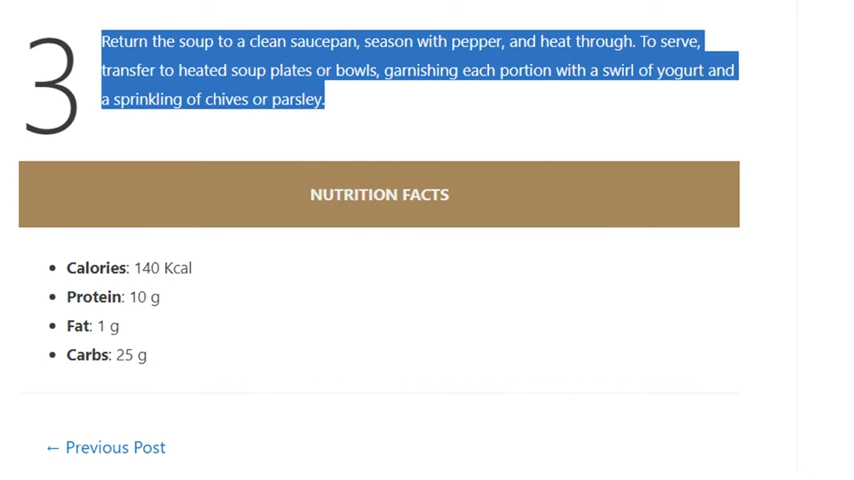 3
Return the soup to a clean saucepan, season with pepper, and heat through. To serve,
transfer to heated soup plates or bowls, garnishing each portion with a swirl of yogurt and
a sprinkling of chives or parsley.
NUTRITION FACTS
• Calories: 140 Kcal
• Protein: 10 g
• Fat: 1 g
• Carbs: 25 g
← Previous Post